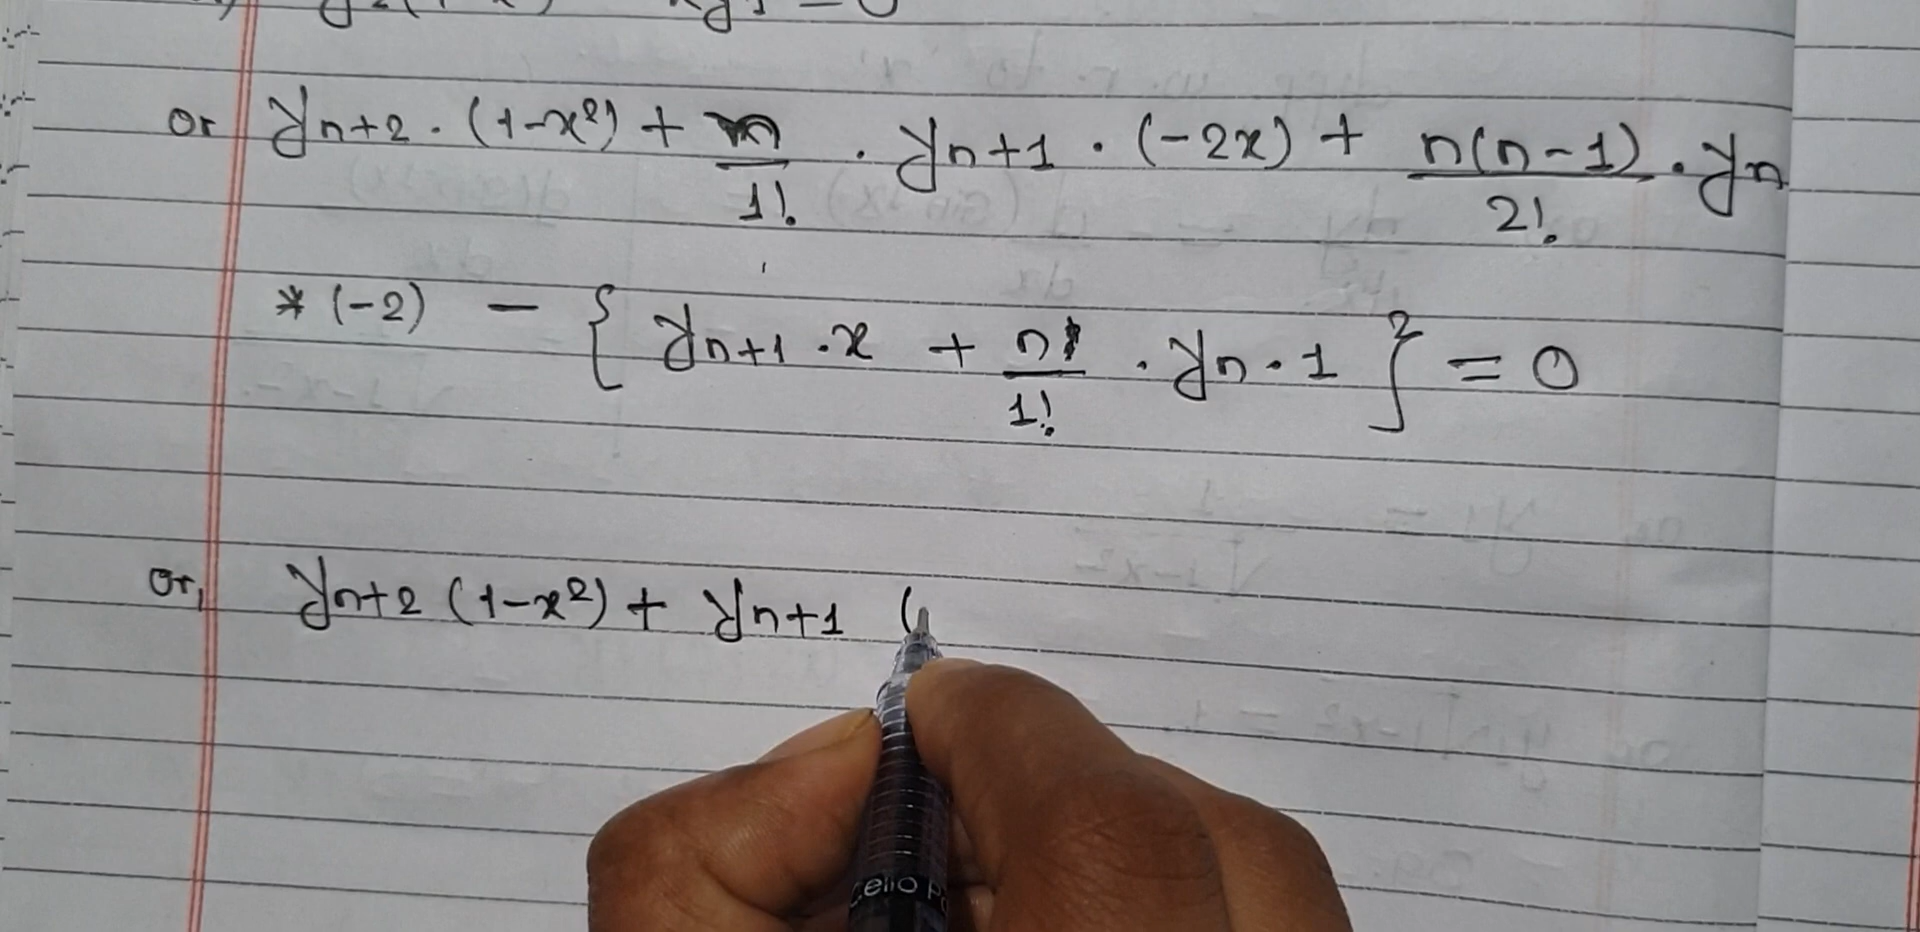 or y_{n+2} · (1-x²) + n/1! · y_{n+1} · (-2x) + n(n-1)/2! · y_n
* (-2) - { y_{n+1} · x + n/1! · y_n · 1 } = 0
or, y_{n+2} (1-x²) + y_{n+1} (
cello